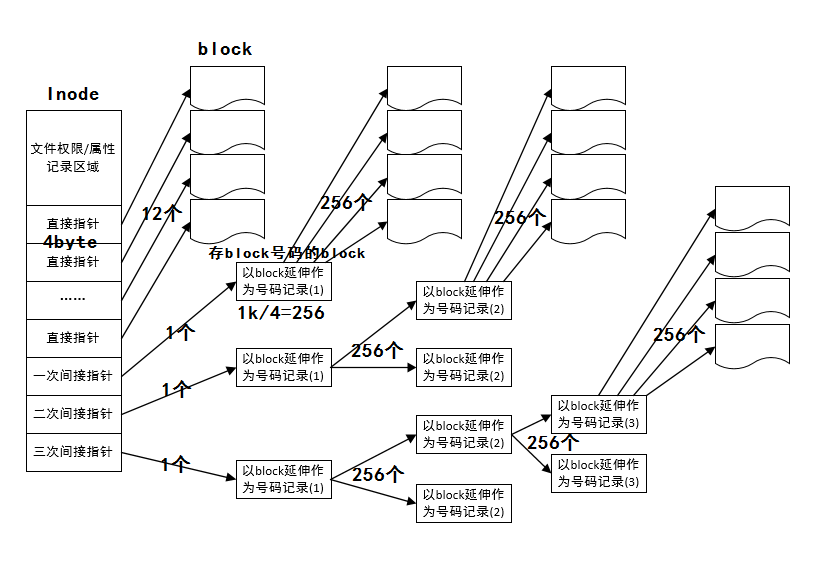 block
Inode
文件权限/属性
记录区域
直接指针
4byte
直接指针
……
直接指针
一次间接指针
二次间接指针
三次间接指针
12个
256个
256个
256个
存block号码的block
以block延伸作
为号码记录(1)
1k/4=256
1个
以block延伸作
为号码记录(2)
256个
以block延伸作
为号码记录(1)
1个
以block延伸作
为号码记录(2)
以block延伸作
为号码记录(3)
以block延伸作
为号码记录(2)
256个
以block延伸作
为号码记录(3)
1个
以block延伸作
为号码记录(1)
256个
以block延伸作
为号码记录(2)